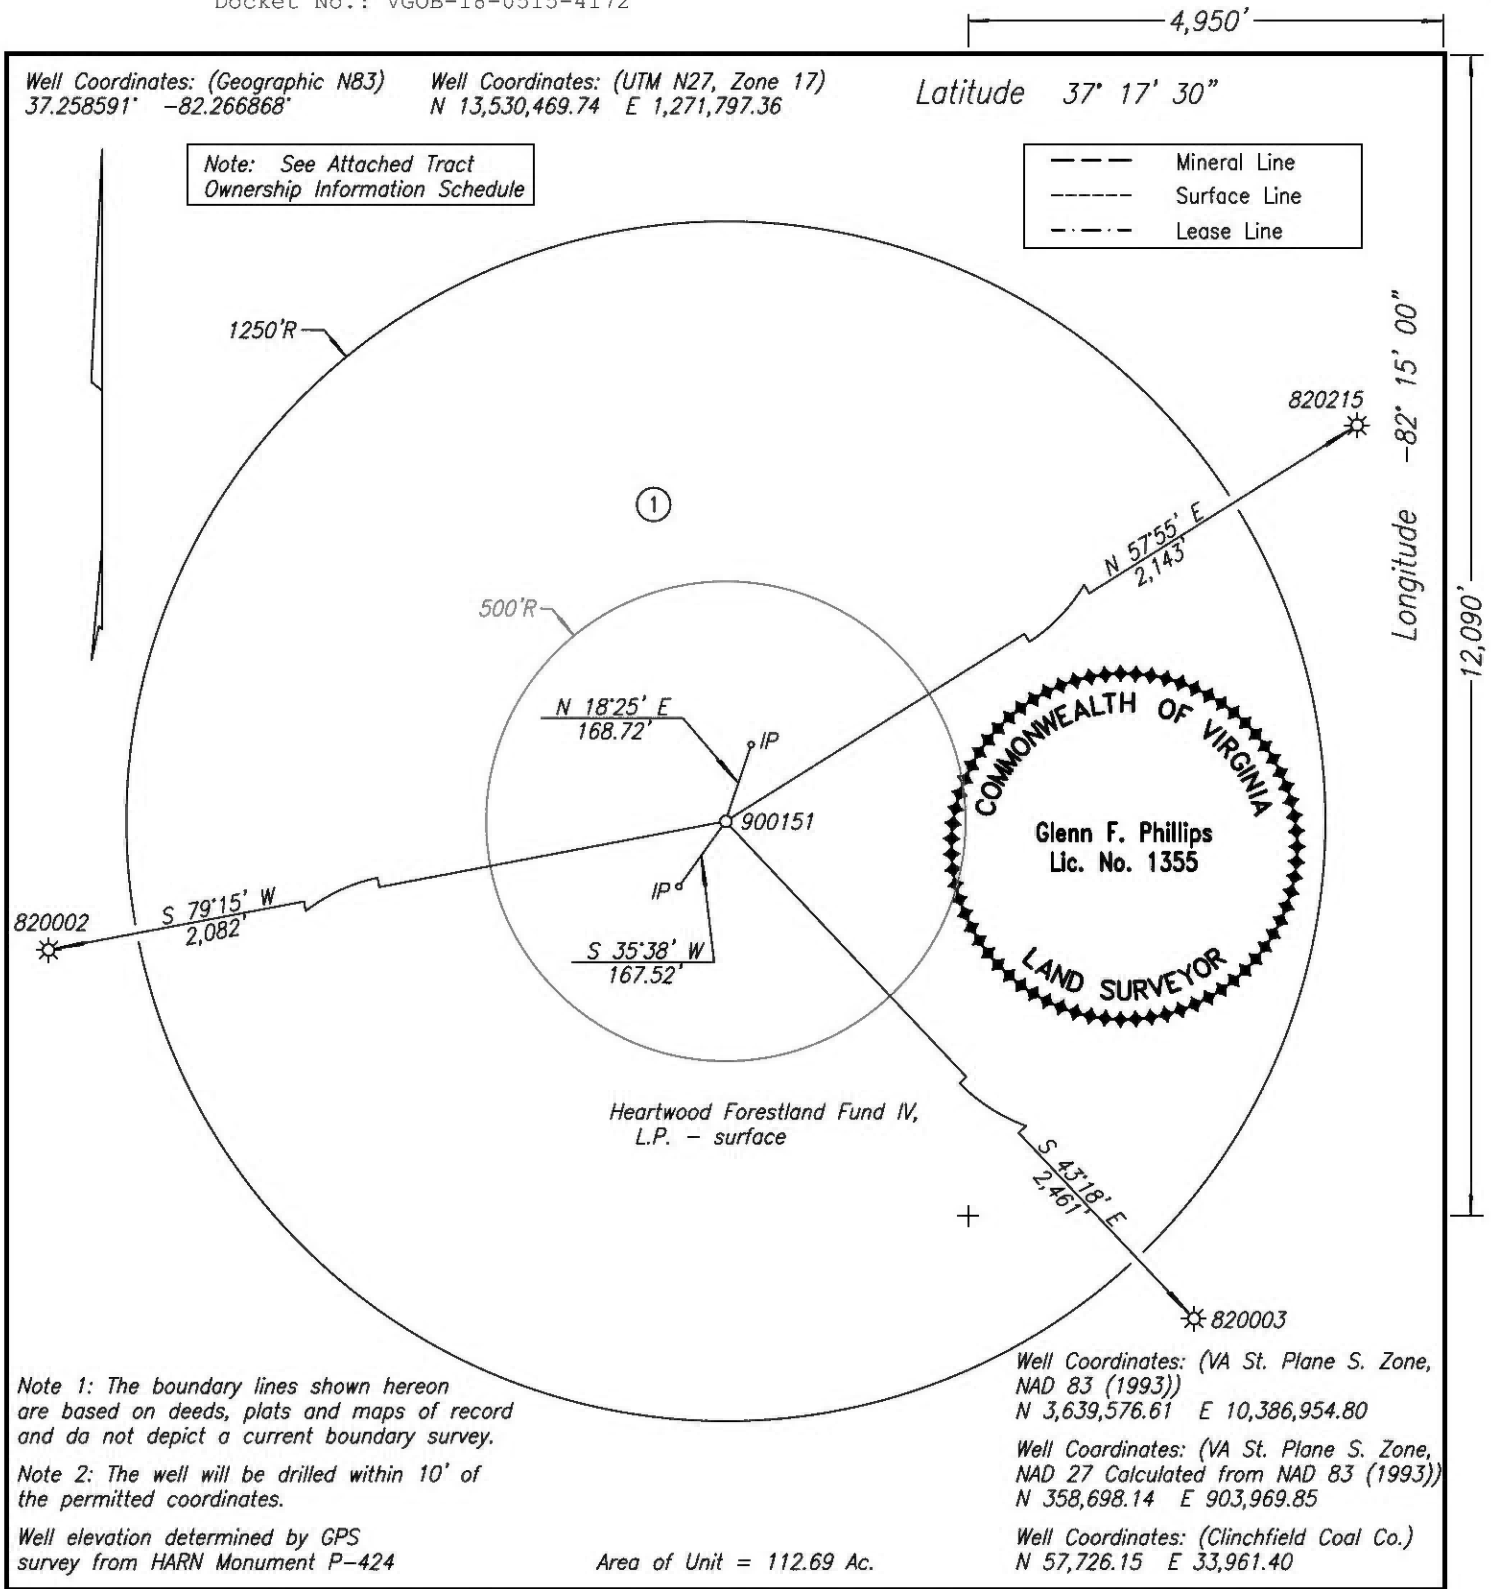 Docket No.: VGOB-18-0515-4172
4,950'
Well Coordinates: (Geographic N83)
37.258591° -82.266868°
Well Coordinates: (UTM N27, Zone 17)
N 13,530,469.74 E 1,271,797.36
Latitude 37° 17' 30"
Note: See Attached Tract
Ownership Information Schedule
Mineral Line
Surface Line
Lease Line
1250'R
Longitude -82° 15' 00"
12,090'
820215
1
N 57°55' E
2,143'
500'R
N 18°25' E
168.72'
IP
900151
IP
S 35°38' W
167.52'
COMMONWEALTH OF VIRGINIA
Glenn F. Phillips
Lic. No. 1355
LAND SURVEYOR
820002
S 79°15' W
2,082'
Heartwood Forestland Fund IV,
L.P. - surface
S 43°18' E
2,461'
820003
Note 1: The boundary lines shown hereon
are based on deeds, plats and maps of record
and do not depict a current boundary survey.
Note 2: The well will be drilled within 10' of
the permitted coordinates.
Well elevation determined by GPS
survey from HARN Monument P-424
Area of Unit = 112.69 Ac.
Well Coordinates: (VA St. Plane S. Zone,
NAD 83 (1993))
N 3,639,576.61 E 10,386,954.80
Well Coordinates: (VA St. Plane S. Zone,
NAD 27 Calculated from NAD 83 (1993))
N 358,698.14 E 903,969.85
Well Coordinates: (Clinchfield Coal Co.)
N 57,726.15 E 33,961.40